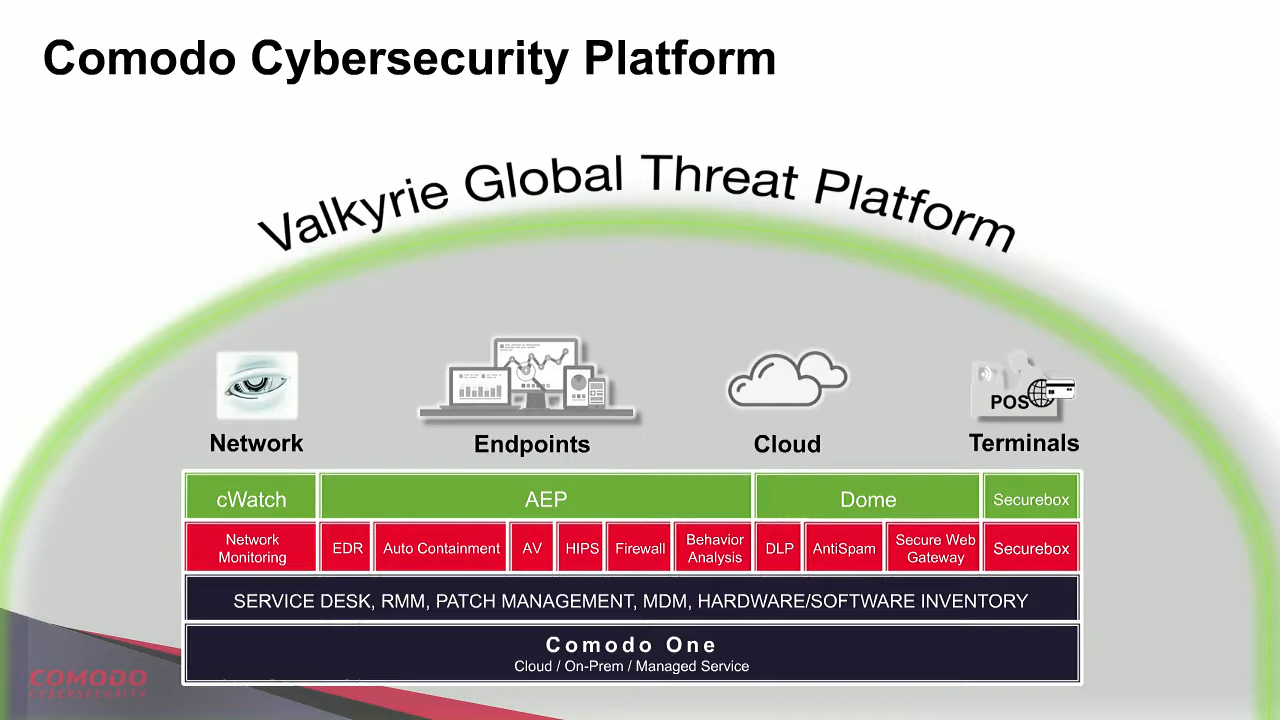 Comodo Cybersecurity Platform
Valkyrie Global Threat Platform
POS
Network
Endpoints
Cloud
Terminals
cWatch
AEP
Dome
Securebox
Network
Monitoring
EDR
Auto Containment
AV
HIPS
Firewall
Behavior
Analysis
DLP
AntiSpam
Secure Web
Gateway
Securebox
SERVICE DESK, RMM, PATCH MANAGEMENT, MDM, HARDWARE/SOFTWARE INVENTORY
Comodo One
Cloud / On-Prem / Managed Service
COMODO
CYBERSECURITY